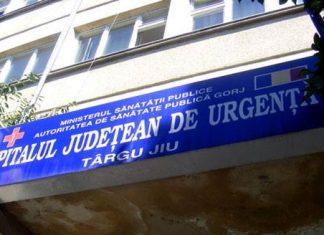 MINISTERUL SĂNĂTĂȚII PUBLICE
AUTORITATEA DE SĂNĂTATE PUBLICĂ GORJ
PITALUL JUDEȚEAN DE URGENȚĂ
TÂRGU JIU